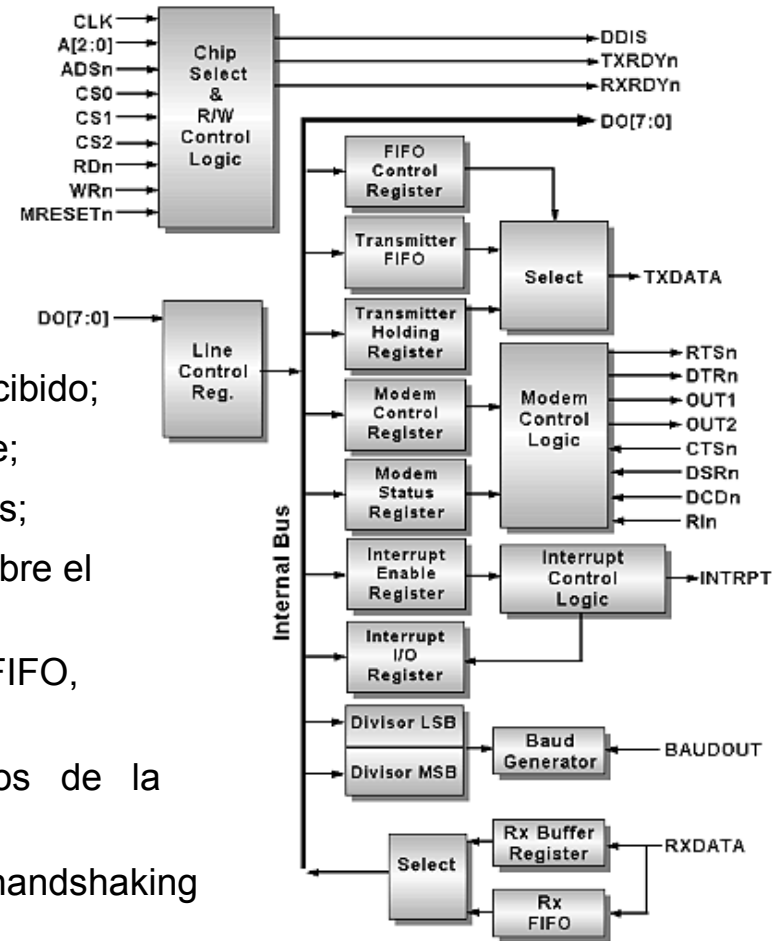 CLK
A[2:0]
ADSn
CS0
CS1
CS2
RDn
WRn
MRESETn
Chip
Select
&
R/W
Control
Logic
DDIS
TXRDYn
RXRDYn
DO[7:0]
FIFO
Control
Register
Transmitter
FIFO
Select
TXDATA
Transmitter
Holding
Register
DO[7:0]
Line
Control
Reg.
Modem
Control
Register
Modem
Status
Register
Modem
Control
Logic
RTSn
DTRn
OUT1
OUT2
CTSn
DSRn
DCDn
RIn
Internal Bus
Interrupt
Enable
Register
Interrupt
Control
Logic
INTRPT
Interrupt
I/O
Register
Divisor LSB
Divisor MSB
Baud
Generator
BAUDOUT
Select
Rx Buffer
Register
Rx
FIFO
RXDATA
cibido;
e;
s;
bre el
FIFO,
os de la
handshaking